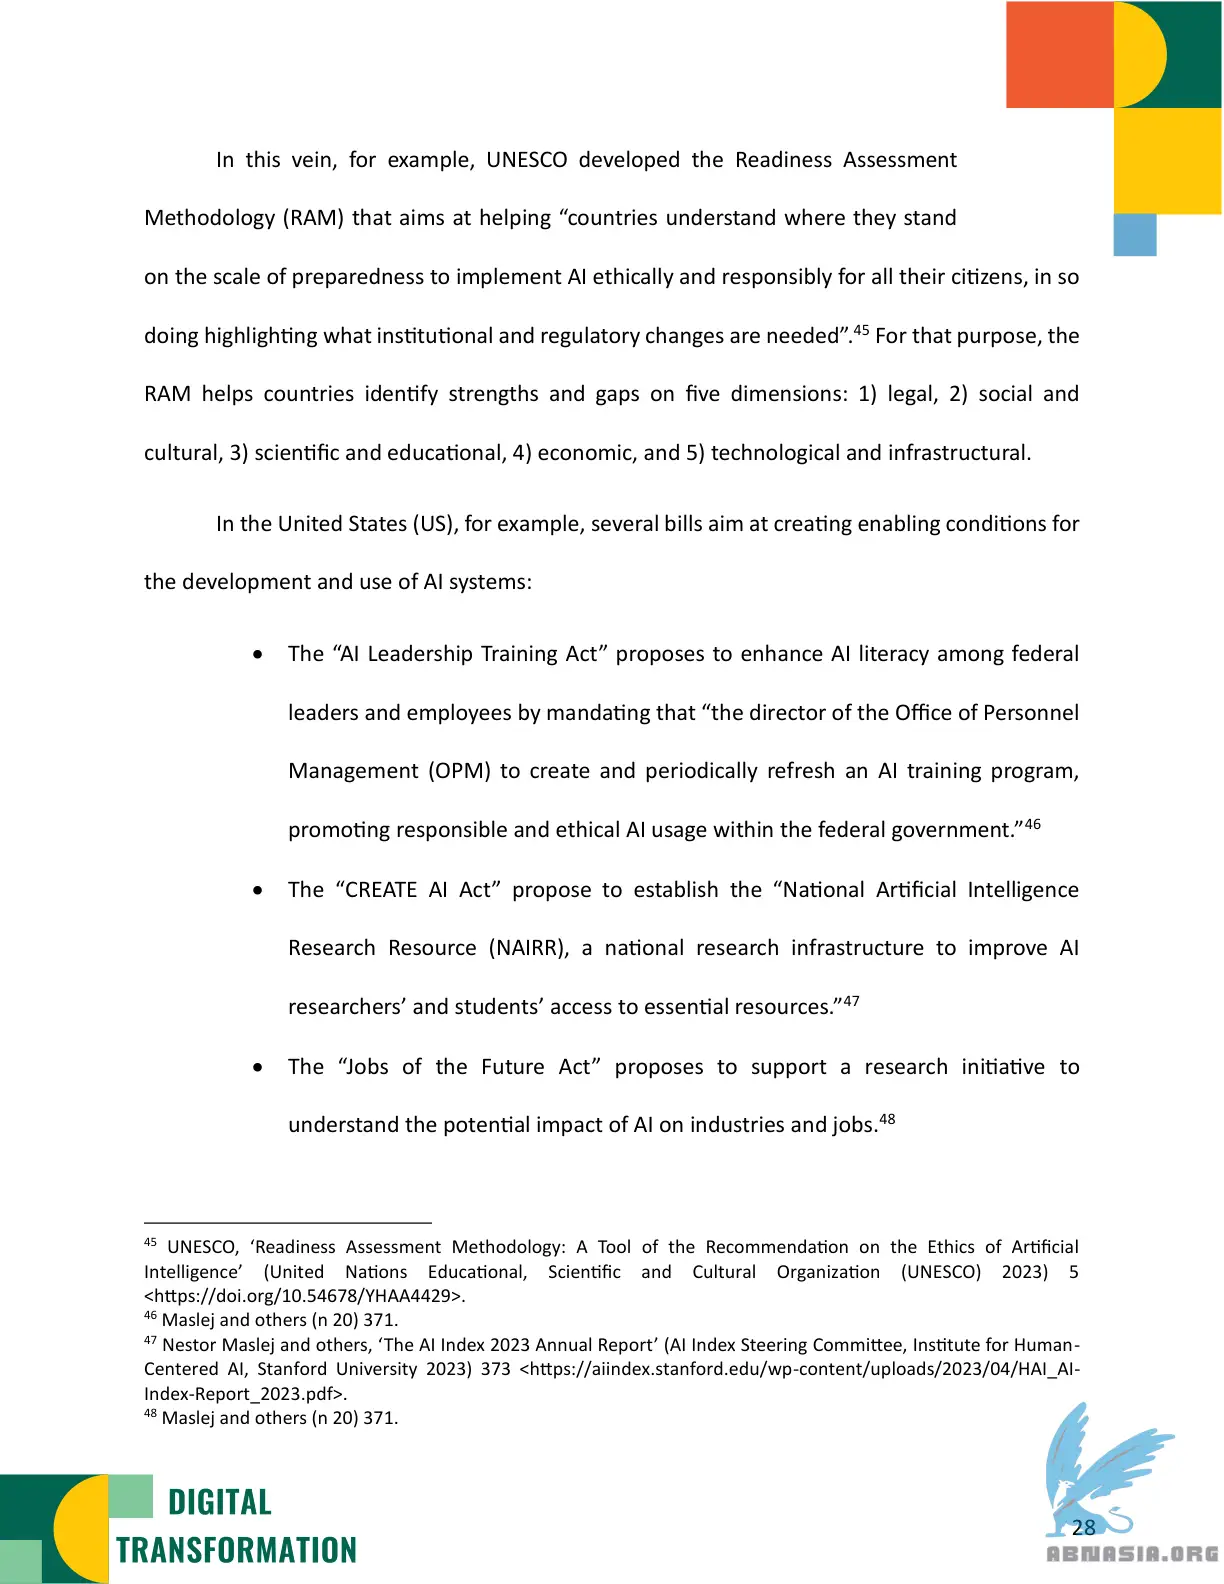 In this vein, for example, UNESCO developed the Readiness Assessment
Methodology (RAM) that aims at helping “countries understand where they stand
on the scale of preparedness to implement AI ethically and responsibly for all their citizens, in so
doing highlighting what institutional and regulatory changes are needed”.45 For that purpose, the
RAM helps countries identify strengths and gaps on five dimensions: 1) legal, 2) social and
cultural, 3) scientific and educational, 4) economic, and 5) technological and infrastructural.
In the United States (US), for example, several bills aim at creating enabling conditions for
the development and use of AI systems:
• The “AI Leadership Training Act” proposes to enhance AI literacy among federal
leaders and employees by mandating that “the director of the Office of Personnel
Management (OPM) to create and periodically refresh an AI training program,
promoting responsible and ethical AI usage within the federal government.”46
• The “CREATE AI Act” propose to establish the “National Artificial Intelligence
Research Resource (NAIRR), a national research infrastructure to improve AI
researchers’ and students’ access to essential resources.”47
• The “Jobs of the Future Act” proposes to support a research initiative to
understand the potential impact of AI on industries and jobs.48
45 UNESCO, ‘Readiness Assessment Methodology: A Tool of the Recommendation on the Ethics of Artificial
Intelligence’ (United Nations Educational, Scientific and Cultural Organization (UNESCO) 2023) 5
<https://doi.org/10.54678/YHAA4429>.
46 Maslej and others (n 20) 371.
47 Nestor Maslej and others, ‘The AI Index 2023 Annual Report’ (AI Index Steering Committee, Institute for Human-
Centered AI, Stanford University 2023) 373 <https://aiindex.stanford.edu/wp-content/uploads/2023/04/HAI_AI-
Index-Report_2023.pdf>.
48 Maslej and others (n 20) 371.
DIGITAL
TRANSFORMATION
28
ABNASIA.ORG